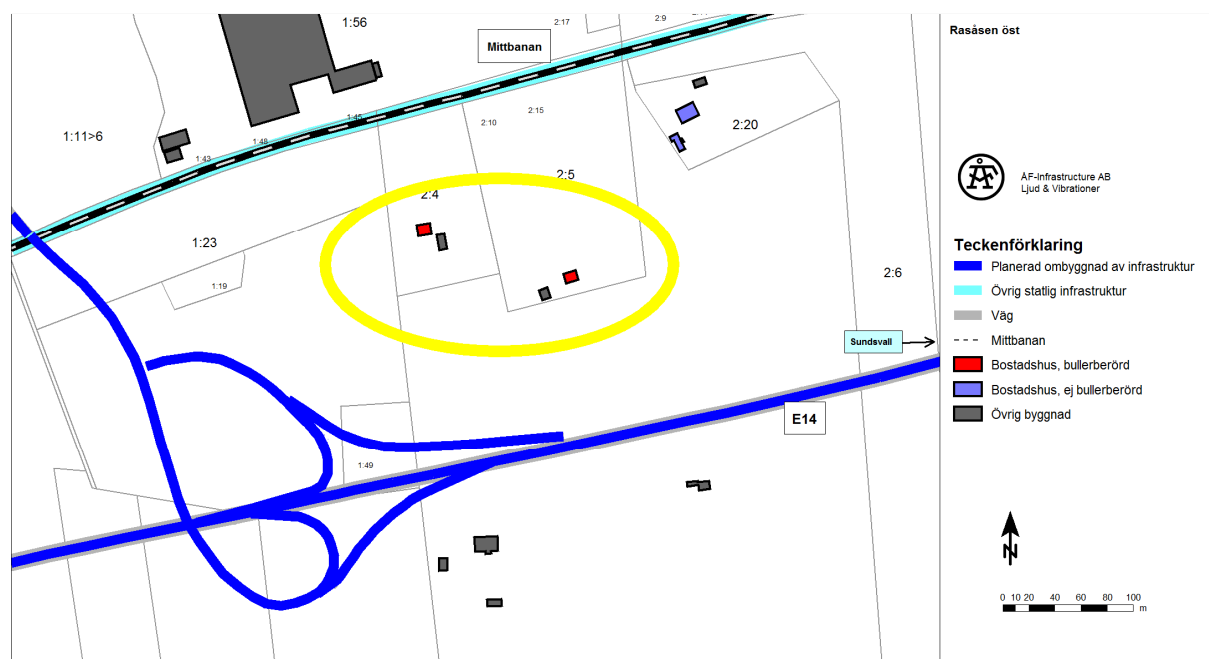 1:56
2:17
2:9
Rasåsen öst
Mittbanan
1:11>6
1:43
1:48
1:45
2:10
2:15
2:20
2:4
2:5
1:23
1:19
2:6
ÅF
AF-Infrastructure AB
Ljud & Vibrationer
Teckenförklaring
Planerad ombyggnad av infrastruktur
Övrig statlig infrastruktur
Väg
Mittbanan
Bostadshus, bullerberörd
Bostadshus, ej bullerberörd
Övrig byggnad
Sundsvall
E14
1:49
N
0 10 20 40 60 80 100
m